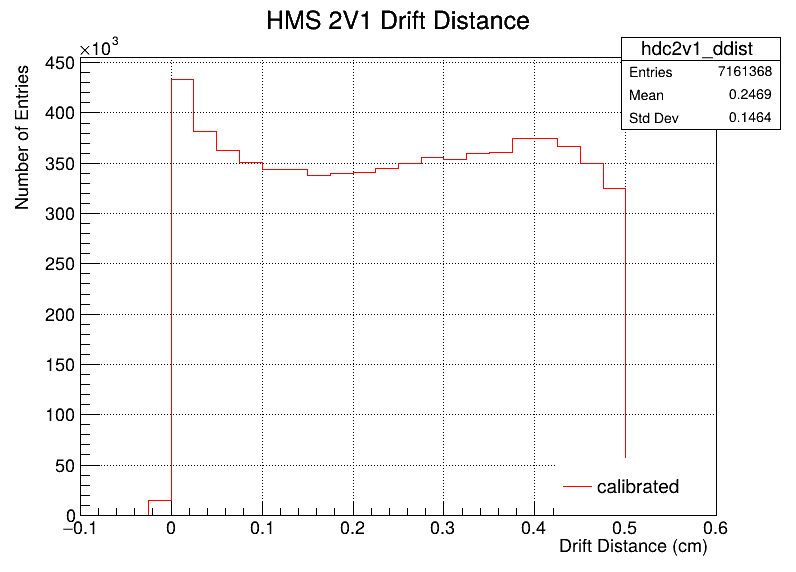 HMS 2V1 Drift Distance
hdc2v1_ddist
Entries 7161368
Mean 0.2469
Std Dev 0.1464
×10³
Number of Entries
450
400
350
300
250
200
150
100
50
0
−0.1 0 0.1 0.2 0.3 0.4 0.5 0.6
Drift Distance (cm)
calibrated